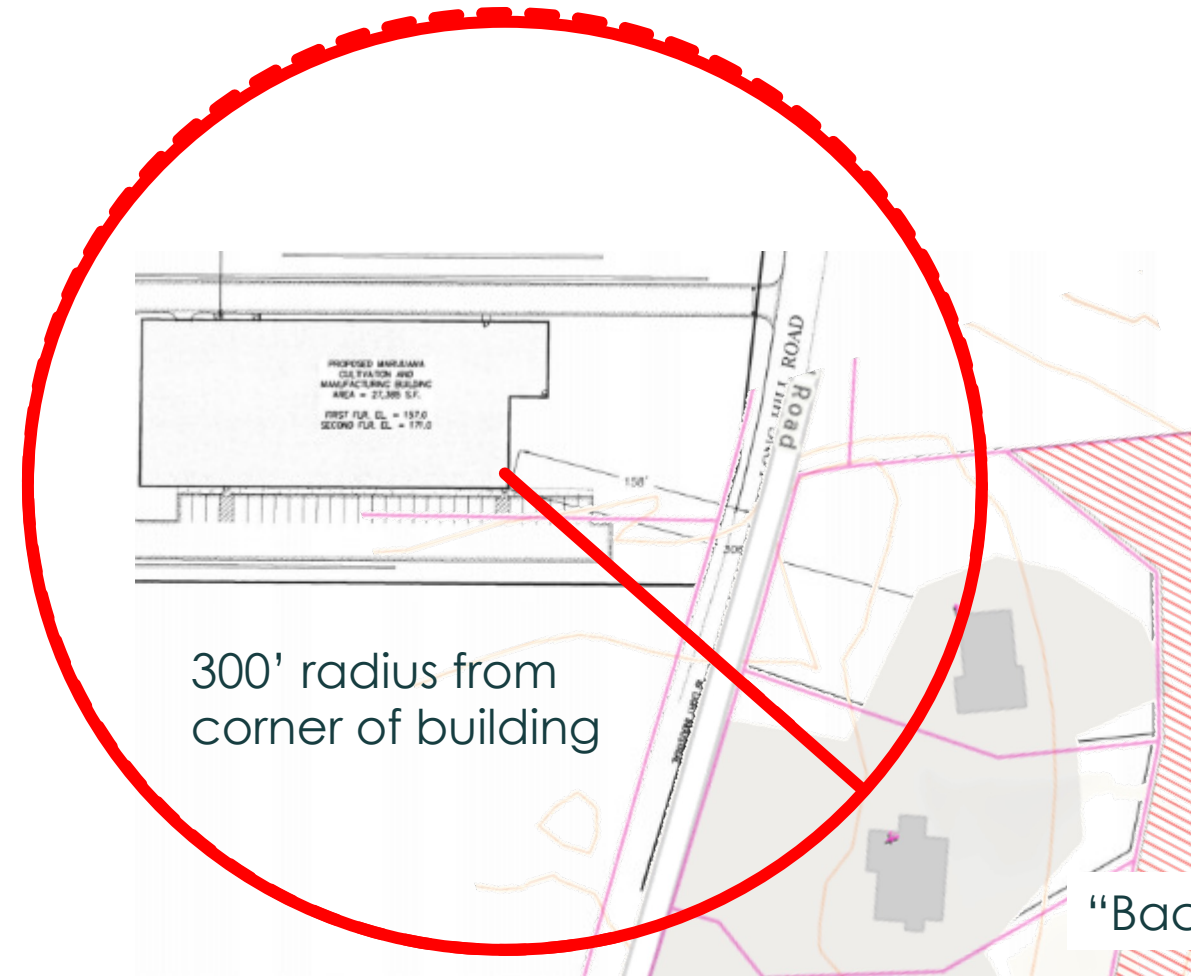 PROPOSED MARIJUANA
CULTIVATION AND
MANUFACTURING BUILDING
AREA = 27,385 S.F.
FIRST FLR. EL. = 157.0
SECOND FLR. EL. = 171.0
ROAD
Road
158'
306
300’ radius from
corner of building
“Bac